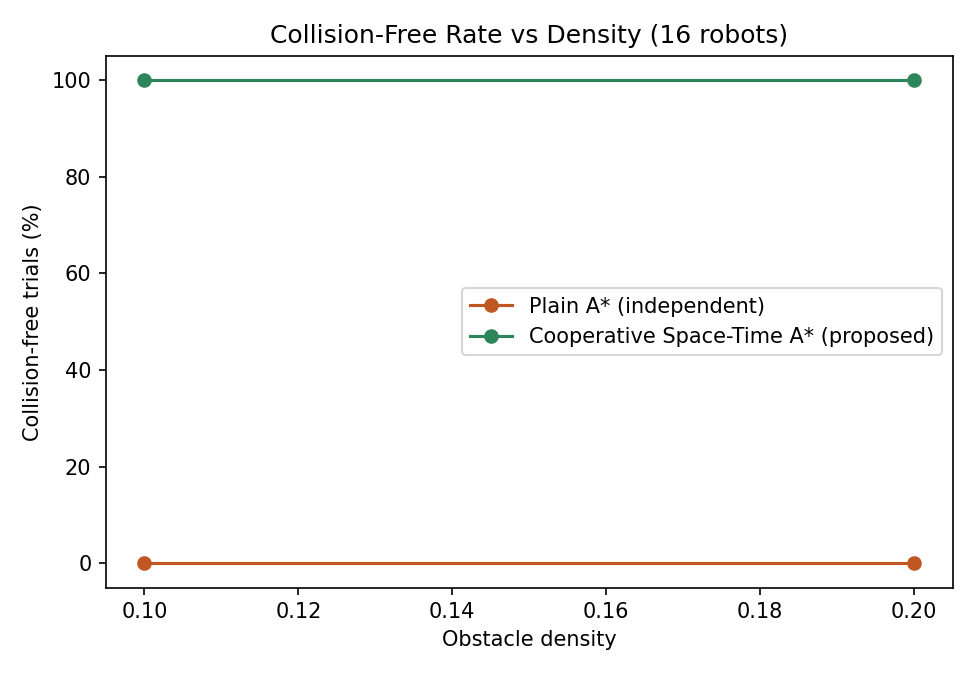 Collision-Free Rate vs Density (16 robots)
Collision-free trials (%)
100
80
60
40
20
0
Plain A* (independent)
Cooperative Space-Time A* (proposed)
0.10 0.12 0.14 0.16 0.18 0.20
Obstacle density